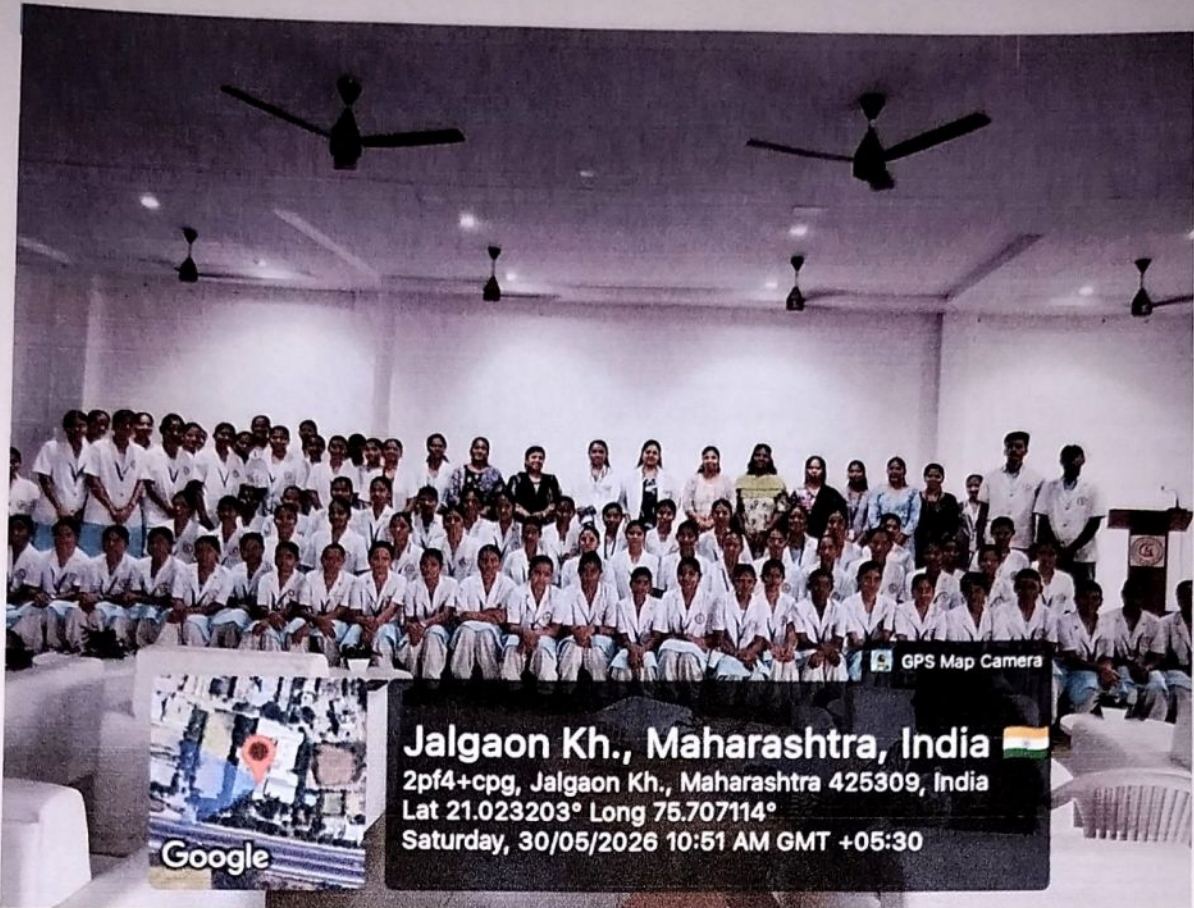 GPS Map Camera
Jalgaon Kh., Maharashtra, India
2pf4+cpg, Jalgaon Kh., Maharashtra 425309, India
Lat 21.023203° Long 75.707114°
Saturday, 30/05/2026 10:51 AM GMT +05:30
Google